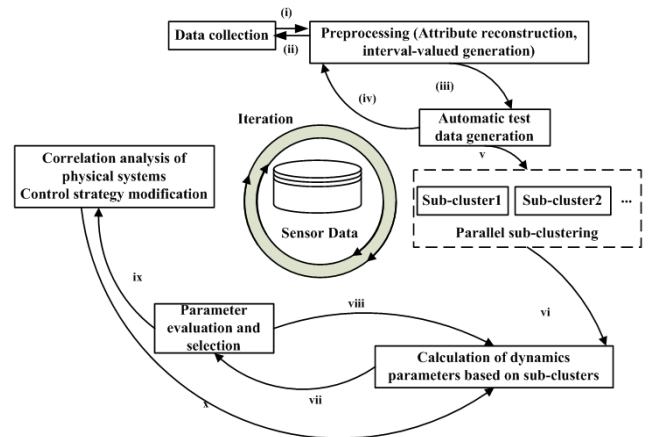 (i)
Data collection
(ii)
Preprocessing (Attribute reconstruction,
interval-valued generation)
(iii)
(iv)
Automatic test
data generation
v
Iteration
Sensor Data
Correlation analysis of
physical systems
Control strategy modification
Sub-cluster1
Sub-cluster2
...
Parallel sub-clustering
vi
ix
Parameter
evaluation and
selection
viii
Calculation of dynamics
parameters based on sub-clusters
vii
x